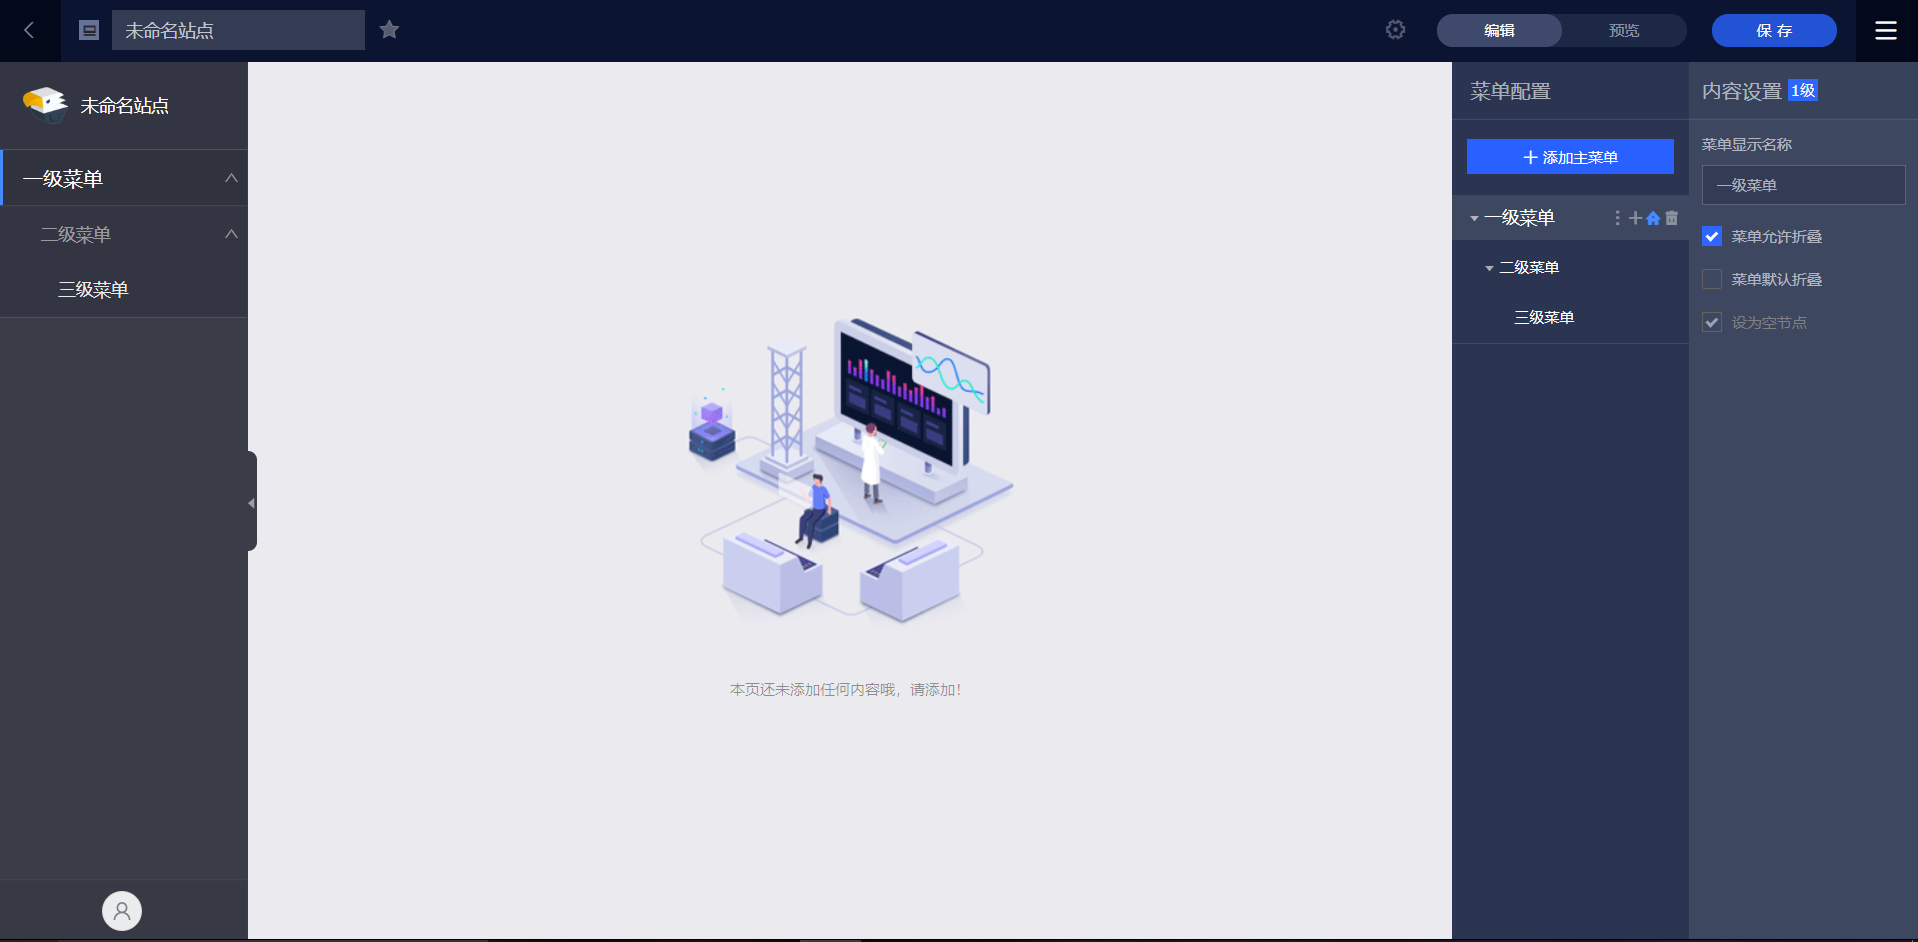 未命名站点
编辑
预览
保 存
未命名站点
一级菜单
二级菜单
三级菜单
本页还未添加任何内容哦，请添加！
菜单配置
添加主菜单
一级菜单
二级菜单
三级菜单
内容设置 1级
菜单显示名称
一级菜单
菜单允许折叠
菜单默认折叠
设为空节点